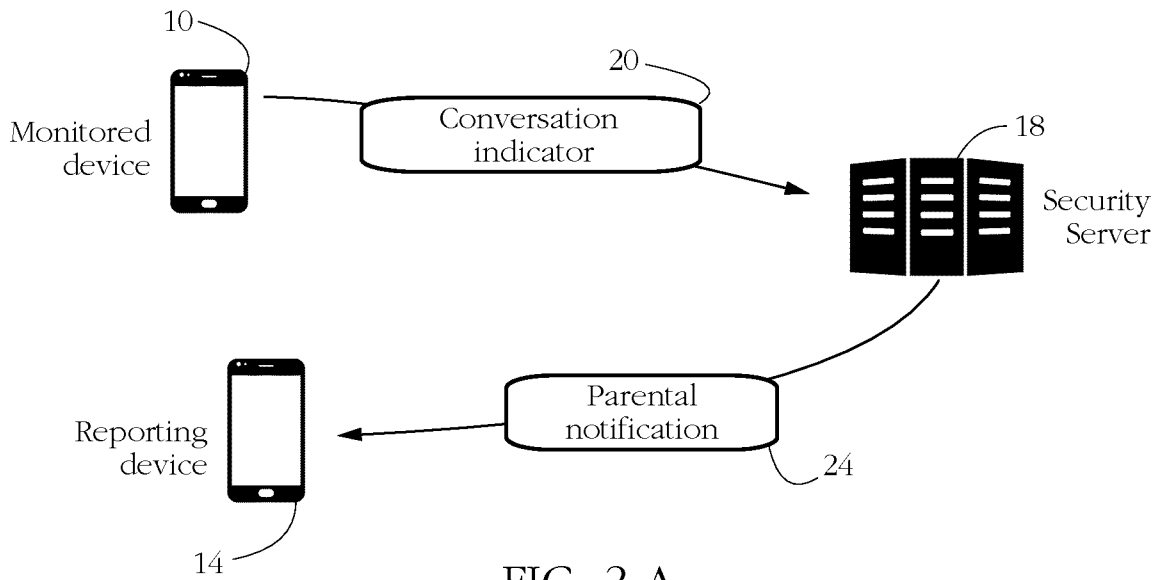 10
20
Conversation
indicator
Monitored
device
18
Security
Server
Parental
notification
Reporting
device
24
14
FIG. 2-A